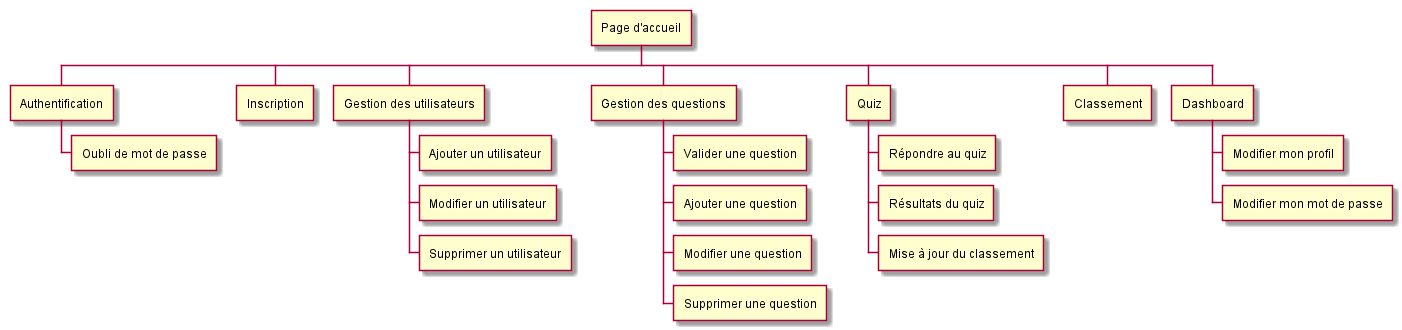 Page d'accueil
Authentification
Inscription
Gestion des utilisateurs
Gestion des questions
Quiz
Classement
Dashboard
Oubli de mot de passe
Ajouter un utilisateur
Valider une question
Répondre au quiz
Modifier mon profil
Modifier un utilisateur
Ajouter une question
Résultats du quiz
Modifier mon mot de passe
Supprimer un utilisateur
Modifier une question
Mise à jour du classement
Supprimer une question